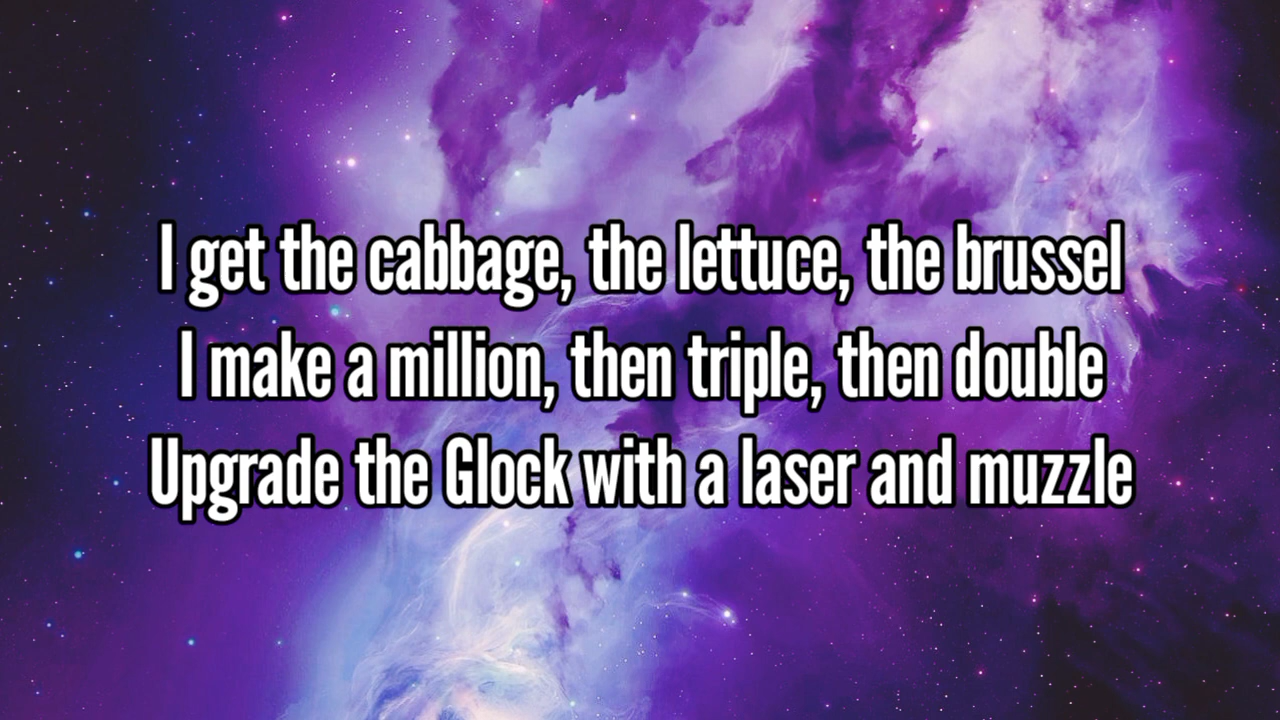 I get the cabbage, the lettuce, the brussel
I make a million, then triple, then double
Upgrade the Glock with a laser and muzzle